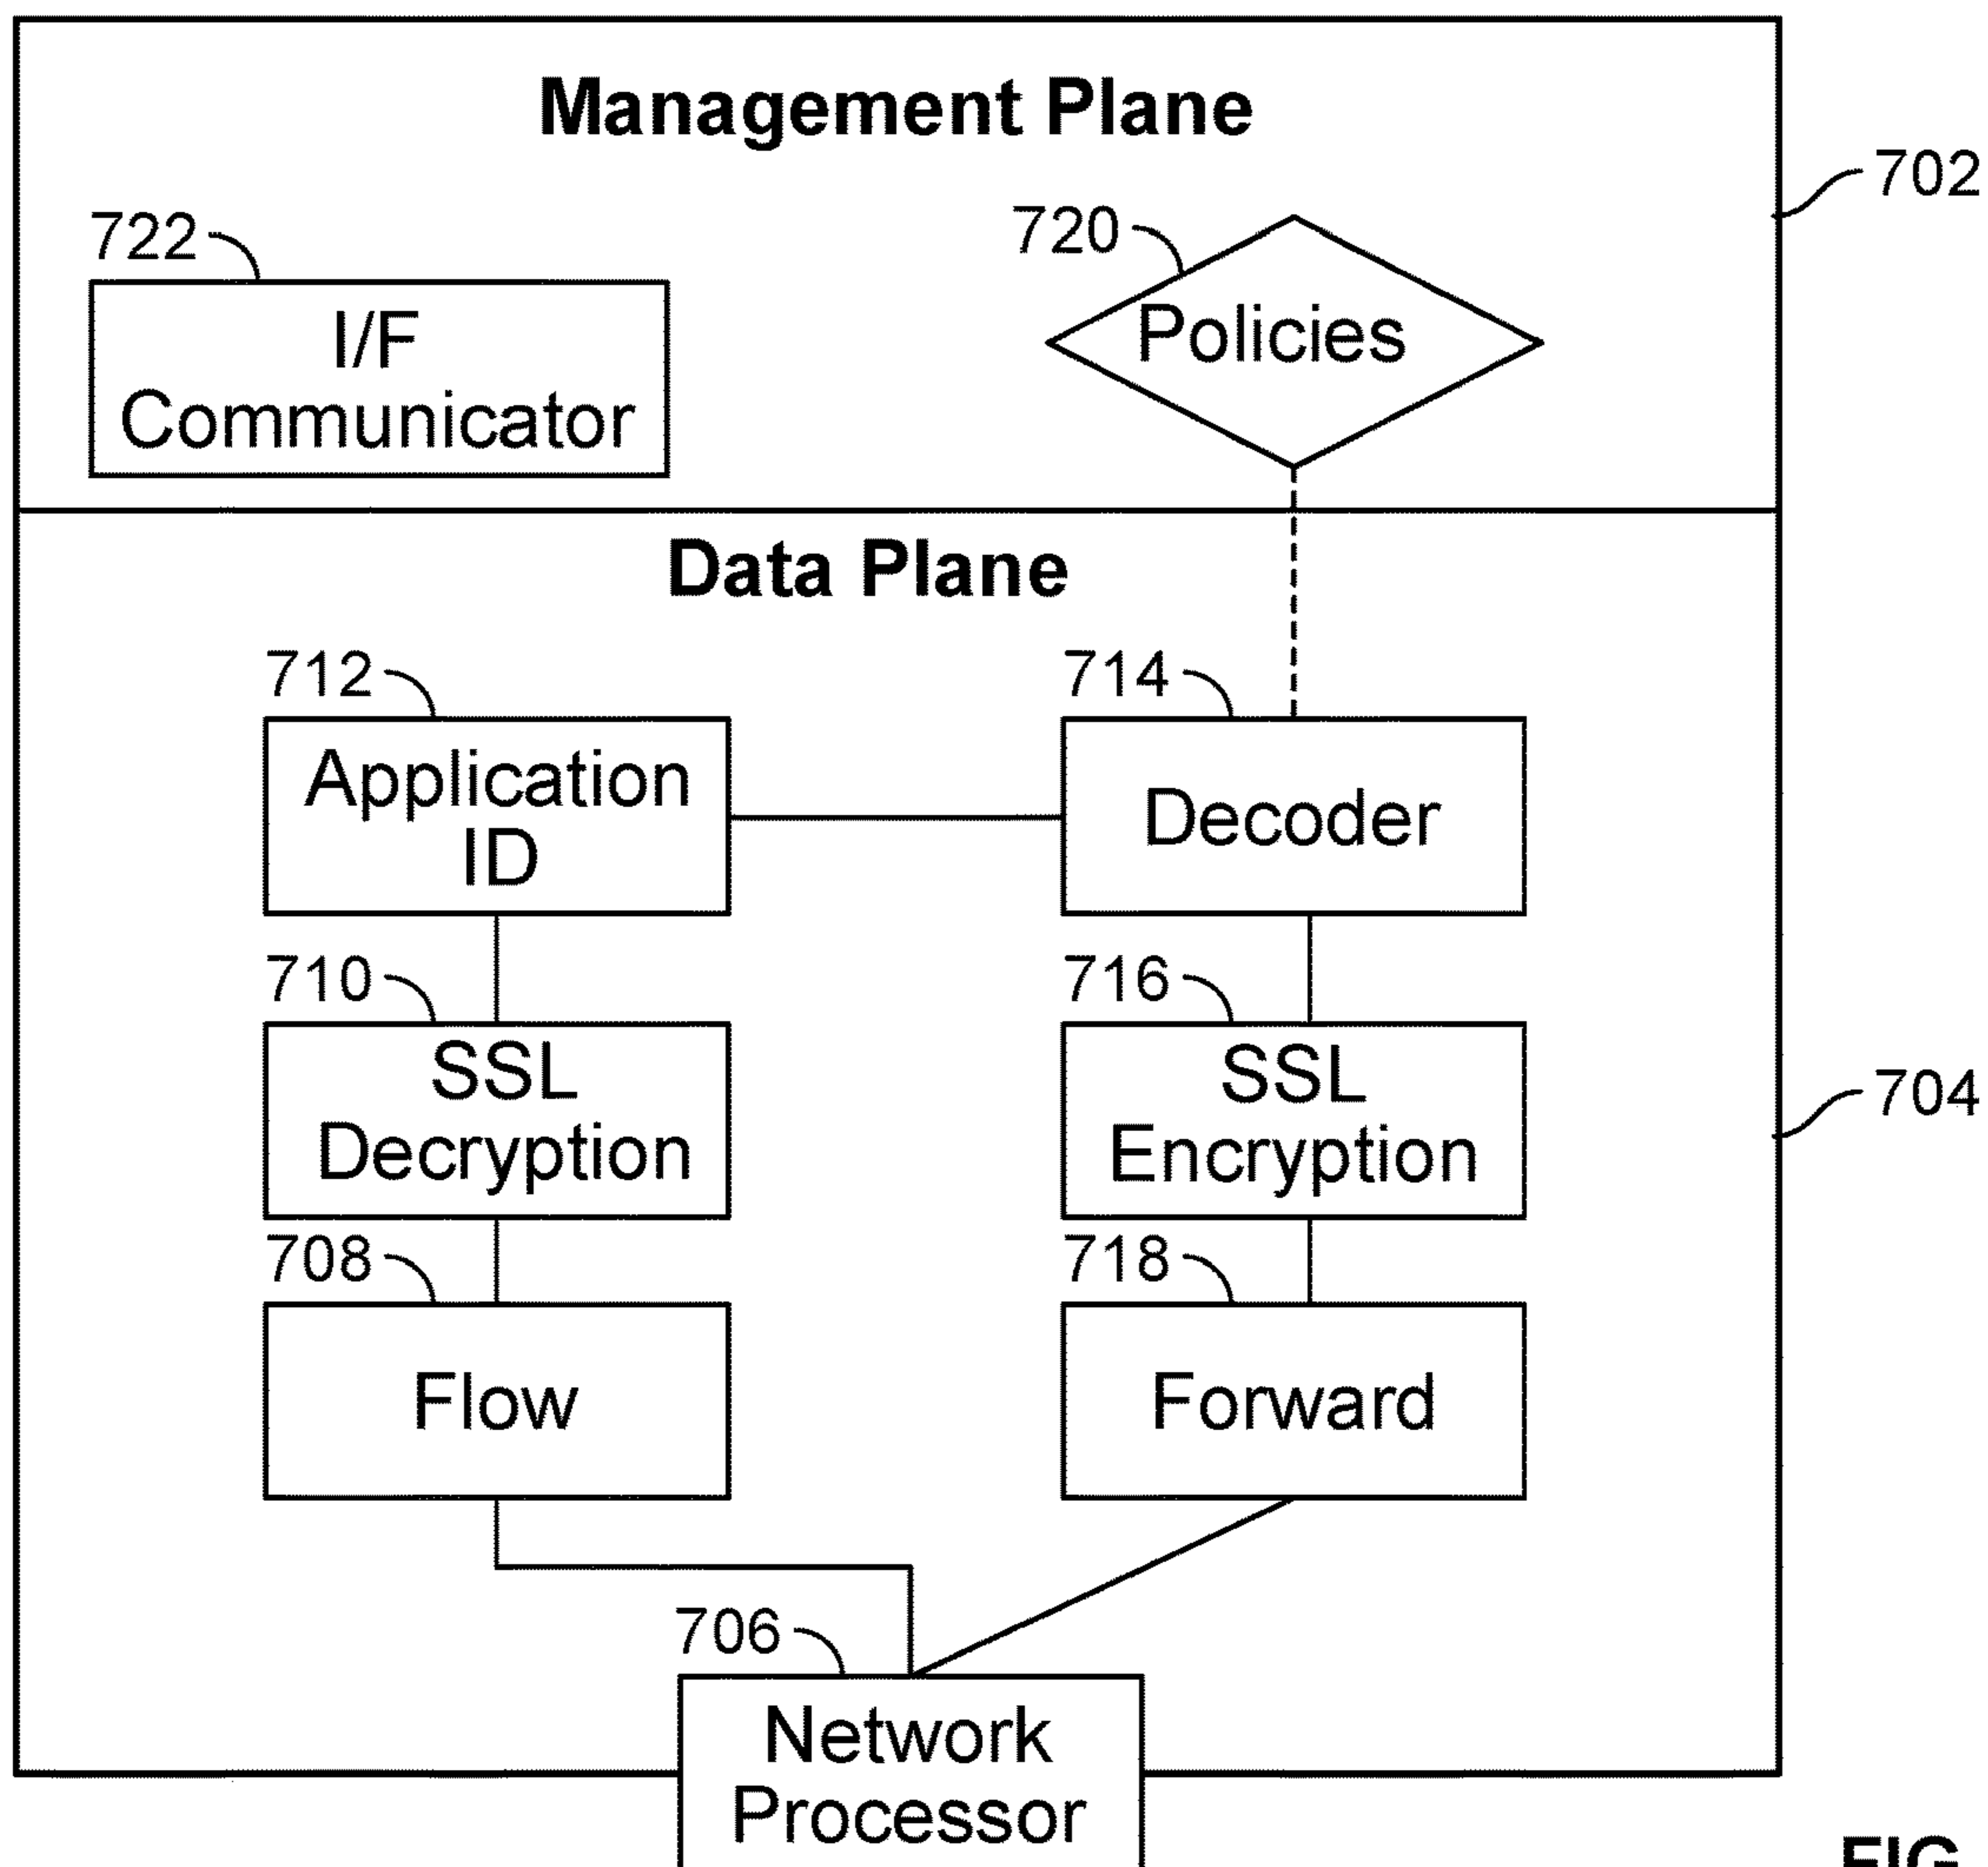 Management Plane
702
722
720
I/F
Communicator
Policies
Data Plane
712
714
Application
ID
Decoder
710
716
SSL
Decryption
SSL
Encryption
704
708
718
Flow
Forward
706
Network
Processor
FIG